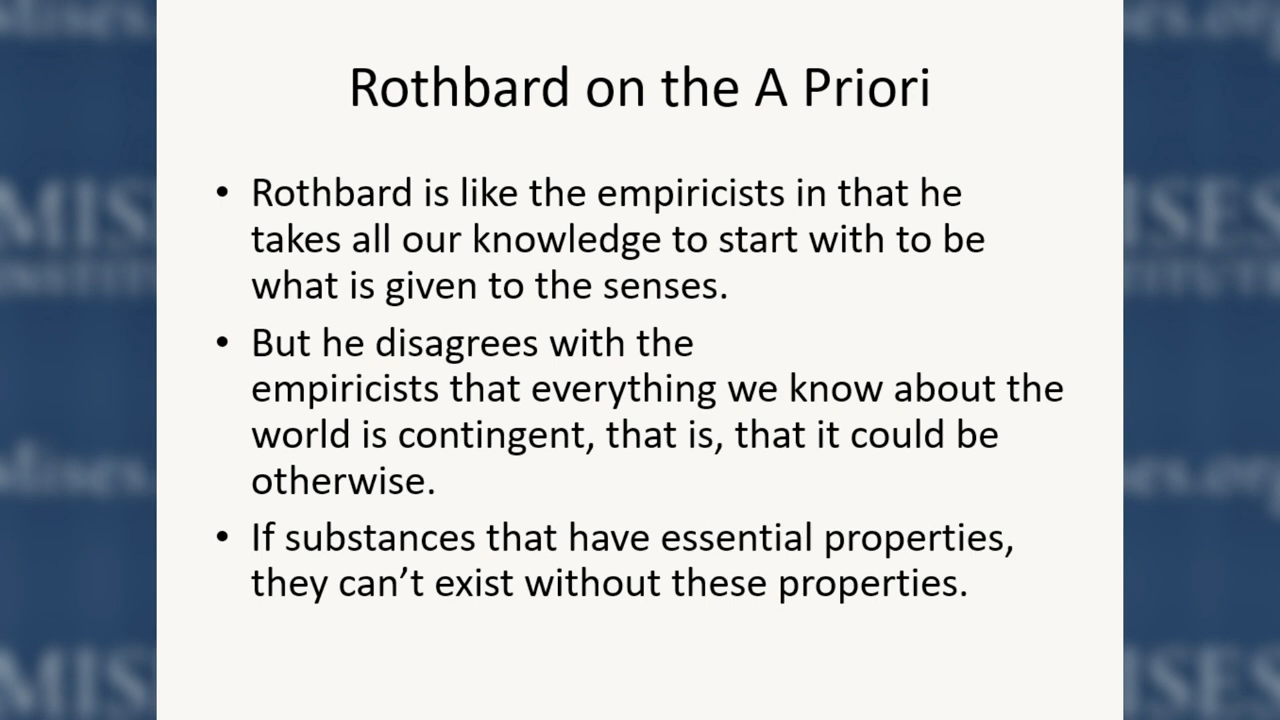 Rothbard on the A Priori
• Rothbard is like the empiricists in that he
takes all our knowledge to start with to be
what is given to the senses.
• But he disagrees with the
empiricists that everything we know about the
world is contingent, that is, that it could be
otherwise.
• If substances that have essential properties,
they can’t exist without these properties.